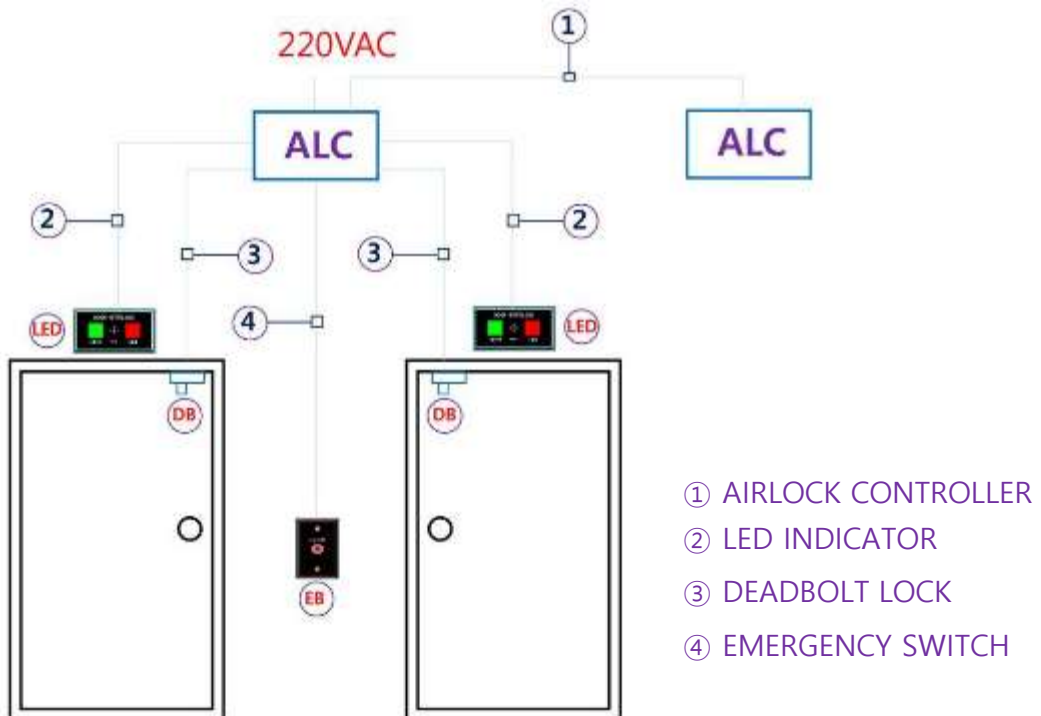 ①
220VAC
ALC
ALC
②
②
③
③
④
LED
LED
DB
DB
EB
① AIRLOCK CONTROLLER
② LED INDICATOR
③ DEADBOLT LOCK
④ EMERGENCY SWITCH